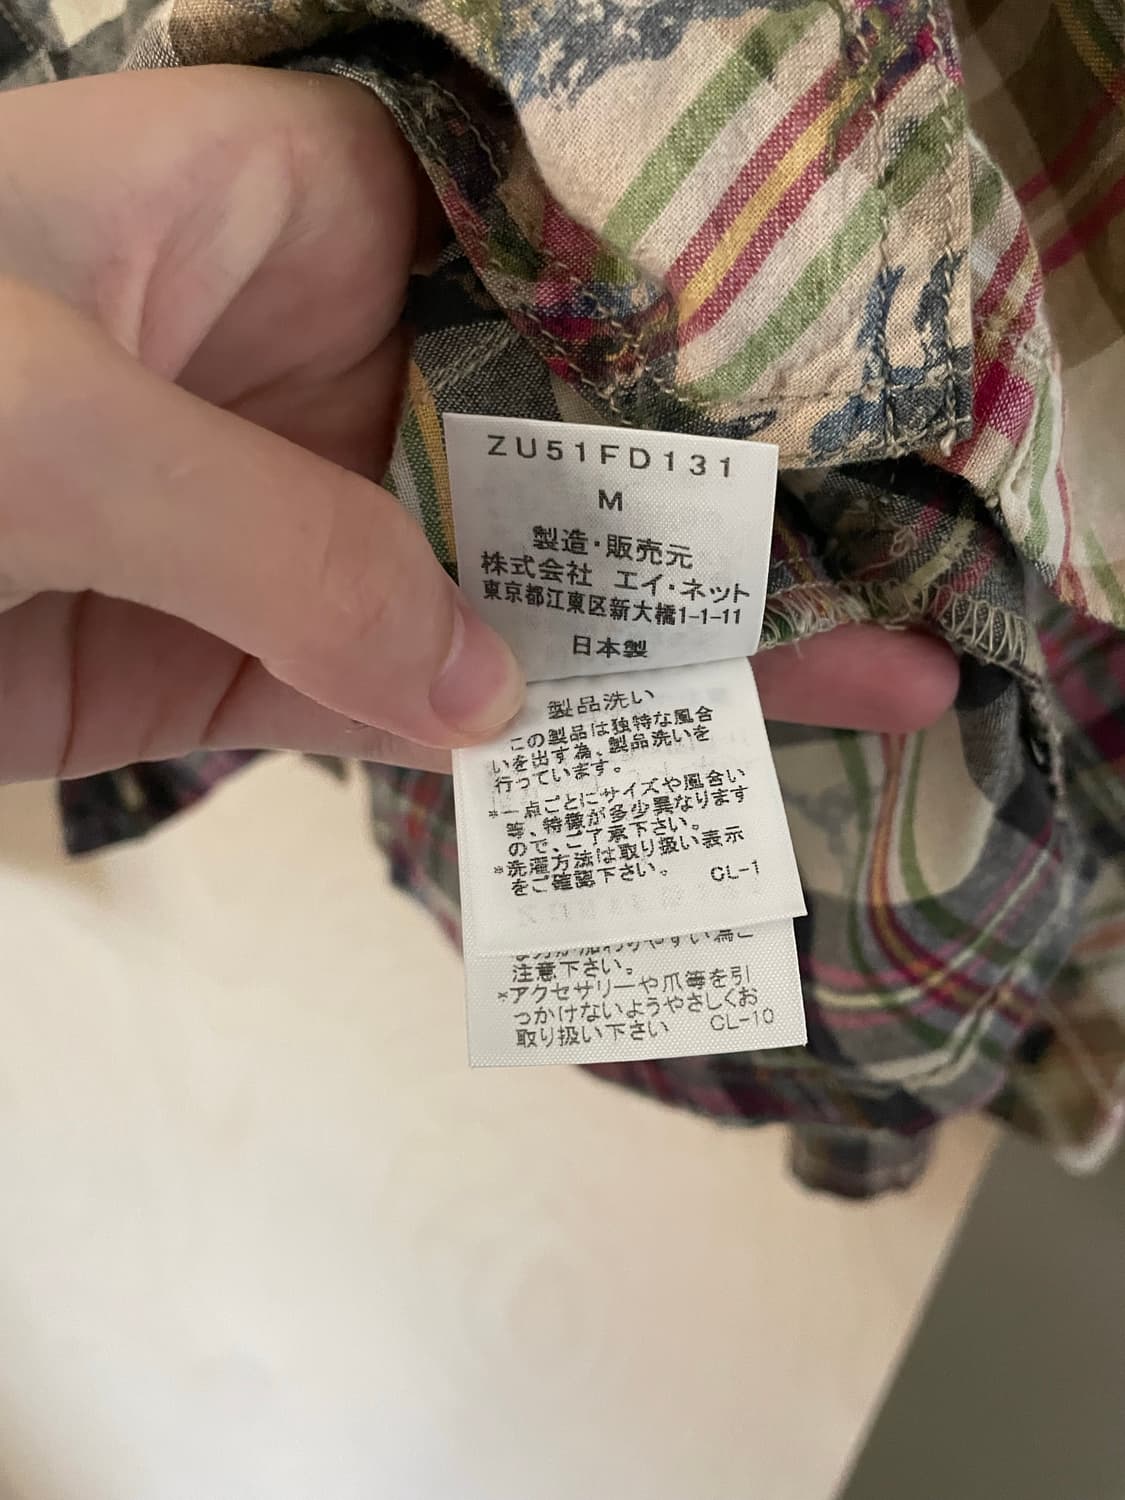 ZU51FD131
M
製造・販売元
株式会社 エイ・ネット
東京都江東区新大橋1-1-11
日本製
製品洗い
この製品は独特な風合
いを出す為、製品洗いを
行っています。
*一点ごとにサイズや風合い
等、特徴が多少異なります
ので、ご了承下さい。
*洗濯方法は取り扱い表示
をご確認下さい。 CL-1
注意下さい。
*アクセサリーや爪等を引
っかけないようやさしくお
取り扱い下さい CL-10